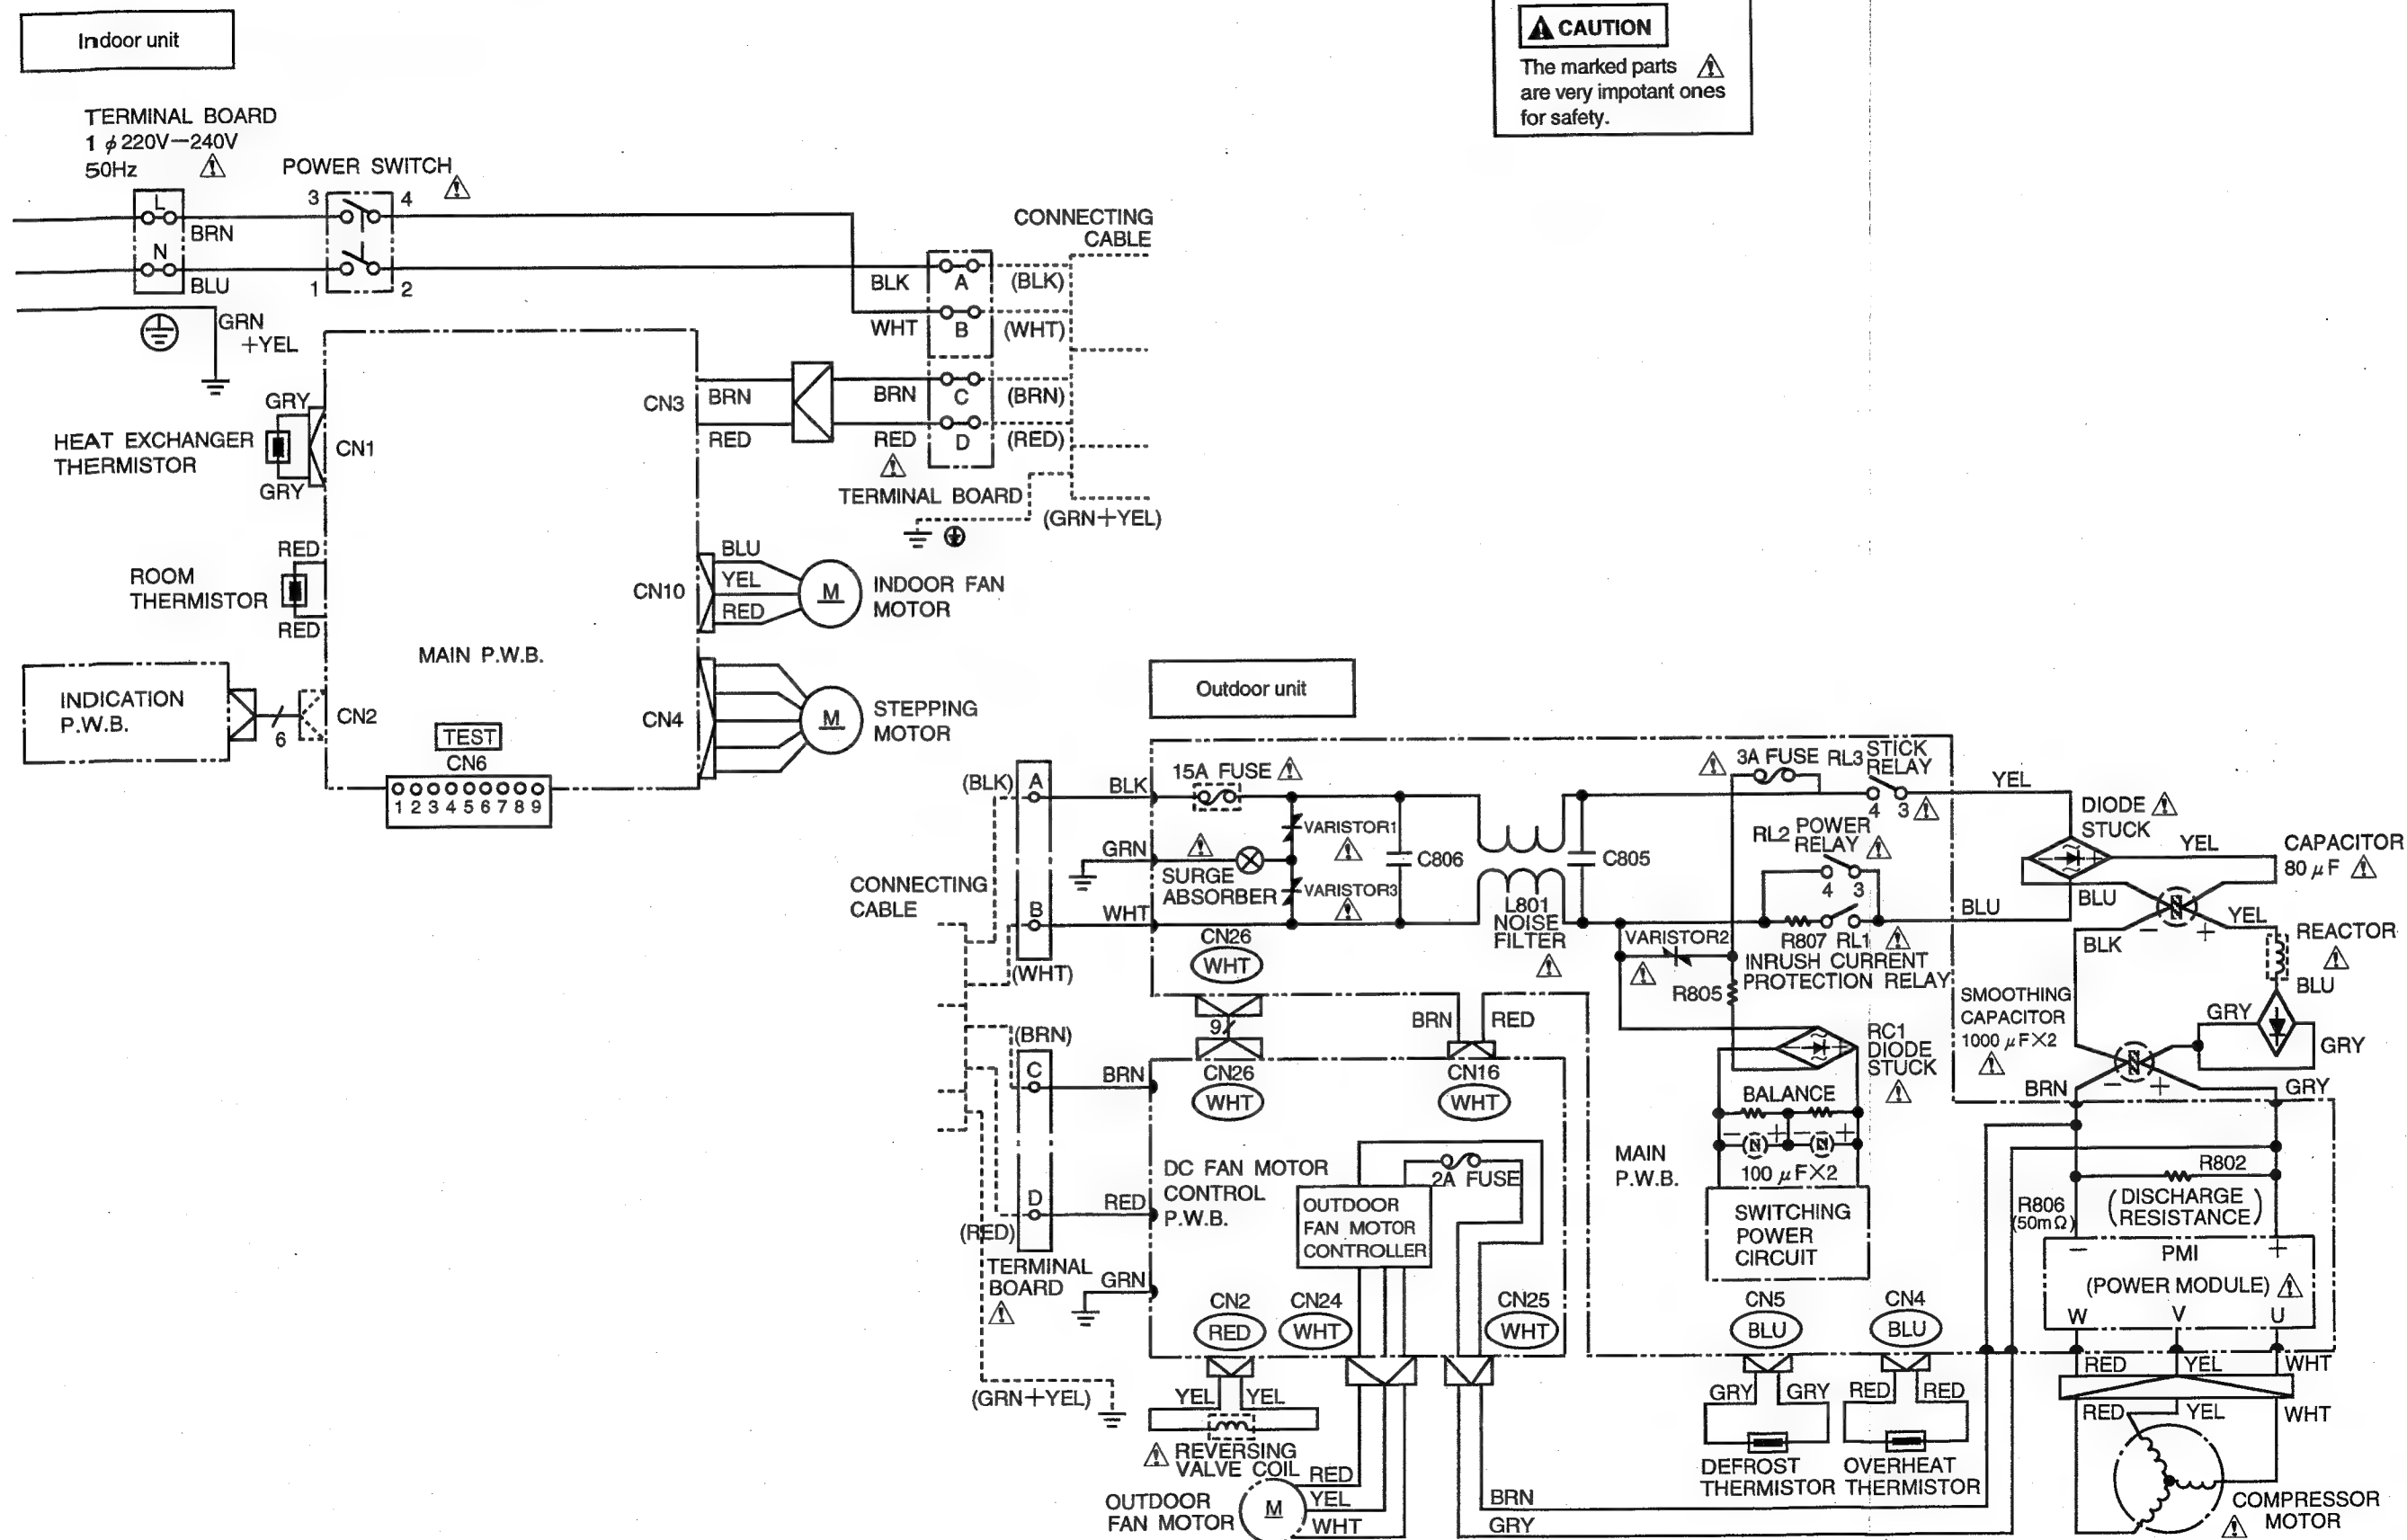 Indoor unit
CAUTION
The marked parts
are very impotant ones
for safety.
TERMINAL BOARD
1 ϕ 220V—240V
50Hz
POWER SWITCH
L
N
BRN
BLU
3
4
1
2
GRN
+YEL
CONNECTING
CABLE
BLK
A
(BLK)
WHT
B
(WHT)
CN3
BRN
BRN
C
(BRN)
RED
RED
D
(RED)
TERMINAL BOARD
(GRN+YEL)
GRY
HEAT EXCHANGER
THERMISTOR
GRY
CN1
RED
ROOM
THERMISTOR
RED
CN10
BLU
YEL
RED
M
INDOOR FAN
MOTOR
MAIN P.W.B.
INDICATION
P.W.B.
6
CN2
CN4
M
STEPPING
MOTOR
TEST
CN6
1 2 3 4 5 6 7 8 9
Outdoor unit
(BLK)
A
BLK
15A FUSE
GRN
SURGE
ABSORBER
VARISTOR1
VARISTOR3
C806
CONNECTING
CABLE
B
WHT
(WHT)
L801
NOISE
FILTER
C805
3A FUSE
RL3
STICK
RELAY
4
3
YEL
RL2
POWER
RELAY
4
3
R807
RL1
INRUSH CURRENT
PROTECTION RELAY
BLU
VARISTOR2
R805
DIODE
STUCK
YEL
CAPACITOR
80 μF
BLU
YEL
BLK
− +
REACTOR
BLU
SMOOTHING
CAPACITOR
1000 μF×2
GRY
GRY
BRN
− +
GRY
CN26
WHT
9
CN26
WHT
BRN
RED
CN16
WHT
RC1
DIODE
STUCK
BALANCE
− + − +
100 μF×2
SWITCHING
POWER
CIRCUIT
MAIN
P.W.B.
(BRN)
C
BRN
D
RED
(RED)
TERMINAL
BOARD
GRN
(GRN+YEL)
DC FAN MOTOR
CONTROL
P.W.B.
2A FUSE
OUTDOOR
FAN MOTOR
CONTROLLER
R802
(DISCHARGE
RESISTANCE)
R806
(50mΩ)
− +
PMI
(POWER MODULE)
W
V
U
CN2
RED
CN24
WHT
CN25
WHT
CN5
BLU
CN4
BLU
YEL
YEL
REVERSING
VALVE COIL
GRY
GRY
DEFROST
THERMISTOR
RED
RED
OVERHEAT
THERMISTOR
RED
YEL
WHT
RED
YEL
WHT
OUTDOOR
FAN MOTOR
M
RED
YEL
WHT
BRN
GRY
COMPRESSOR
MOTOR